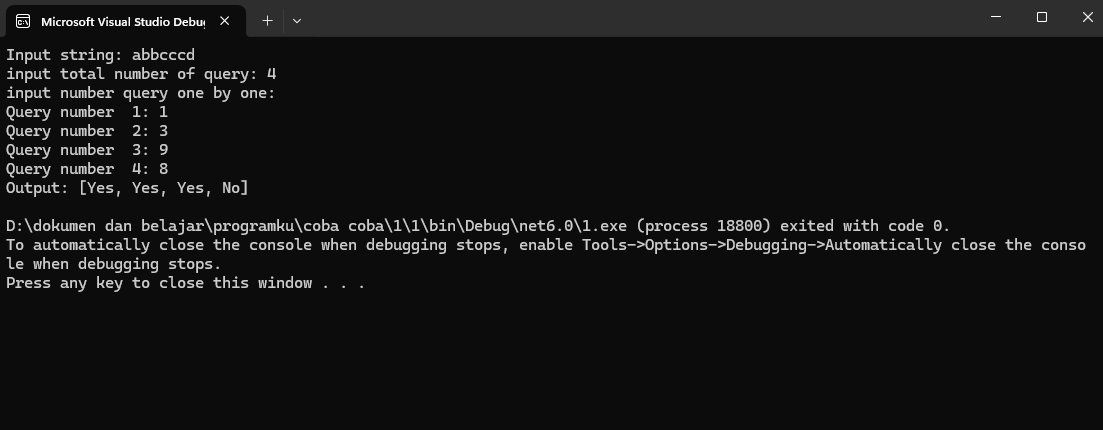 Microsoft Visual Studio Debu
Input string: abbcccd
input total number of query: 4
input number query one by one:
Query number  1: 1
Query number  2: 3
Query number  3: 9
Query number  4: 8
Output: [Yes, Yes, Yes, No]
D:\dokumen dan belajar\programku\coba coba\1\1\bin\Debug\net6.0\1.exe (process 18800) exited with code 0.
To automatically close the console when debugging stops, enable Tools->Options->Debugging->Automatically close the conso
le when debugging stops.
Press any key to close this window . . .